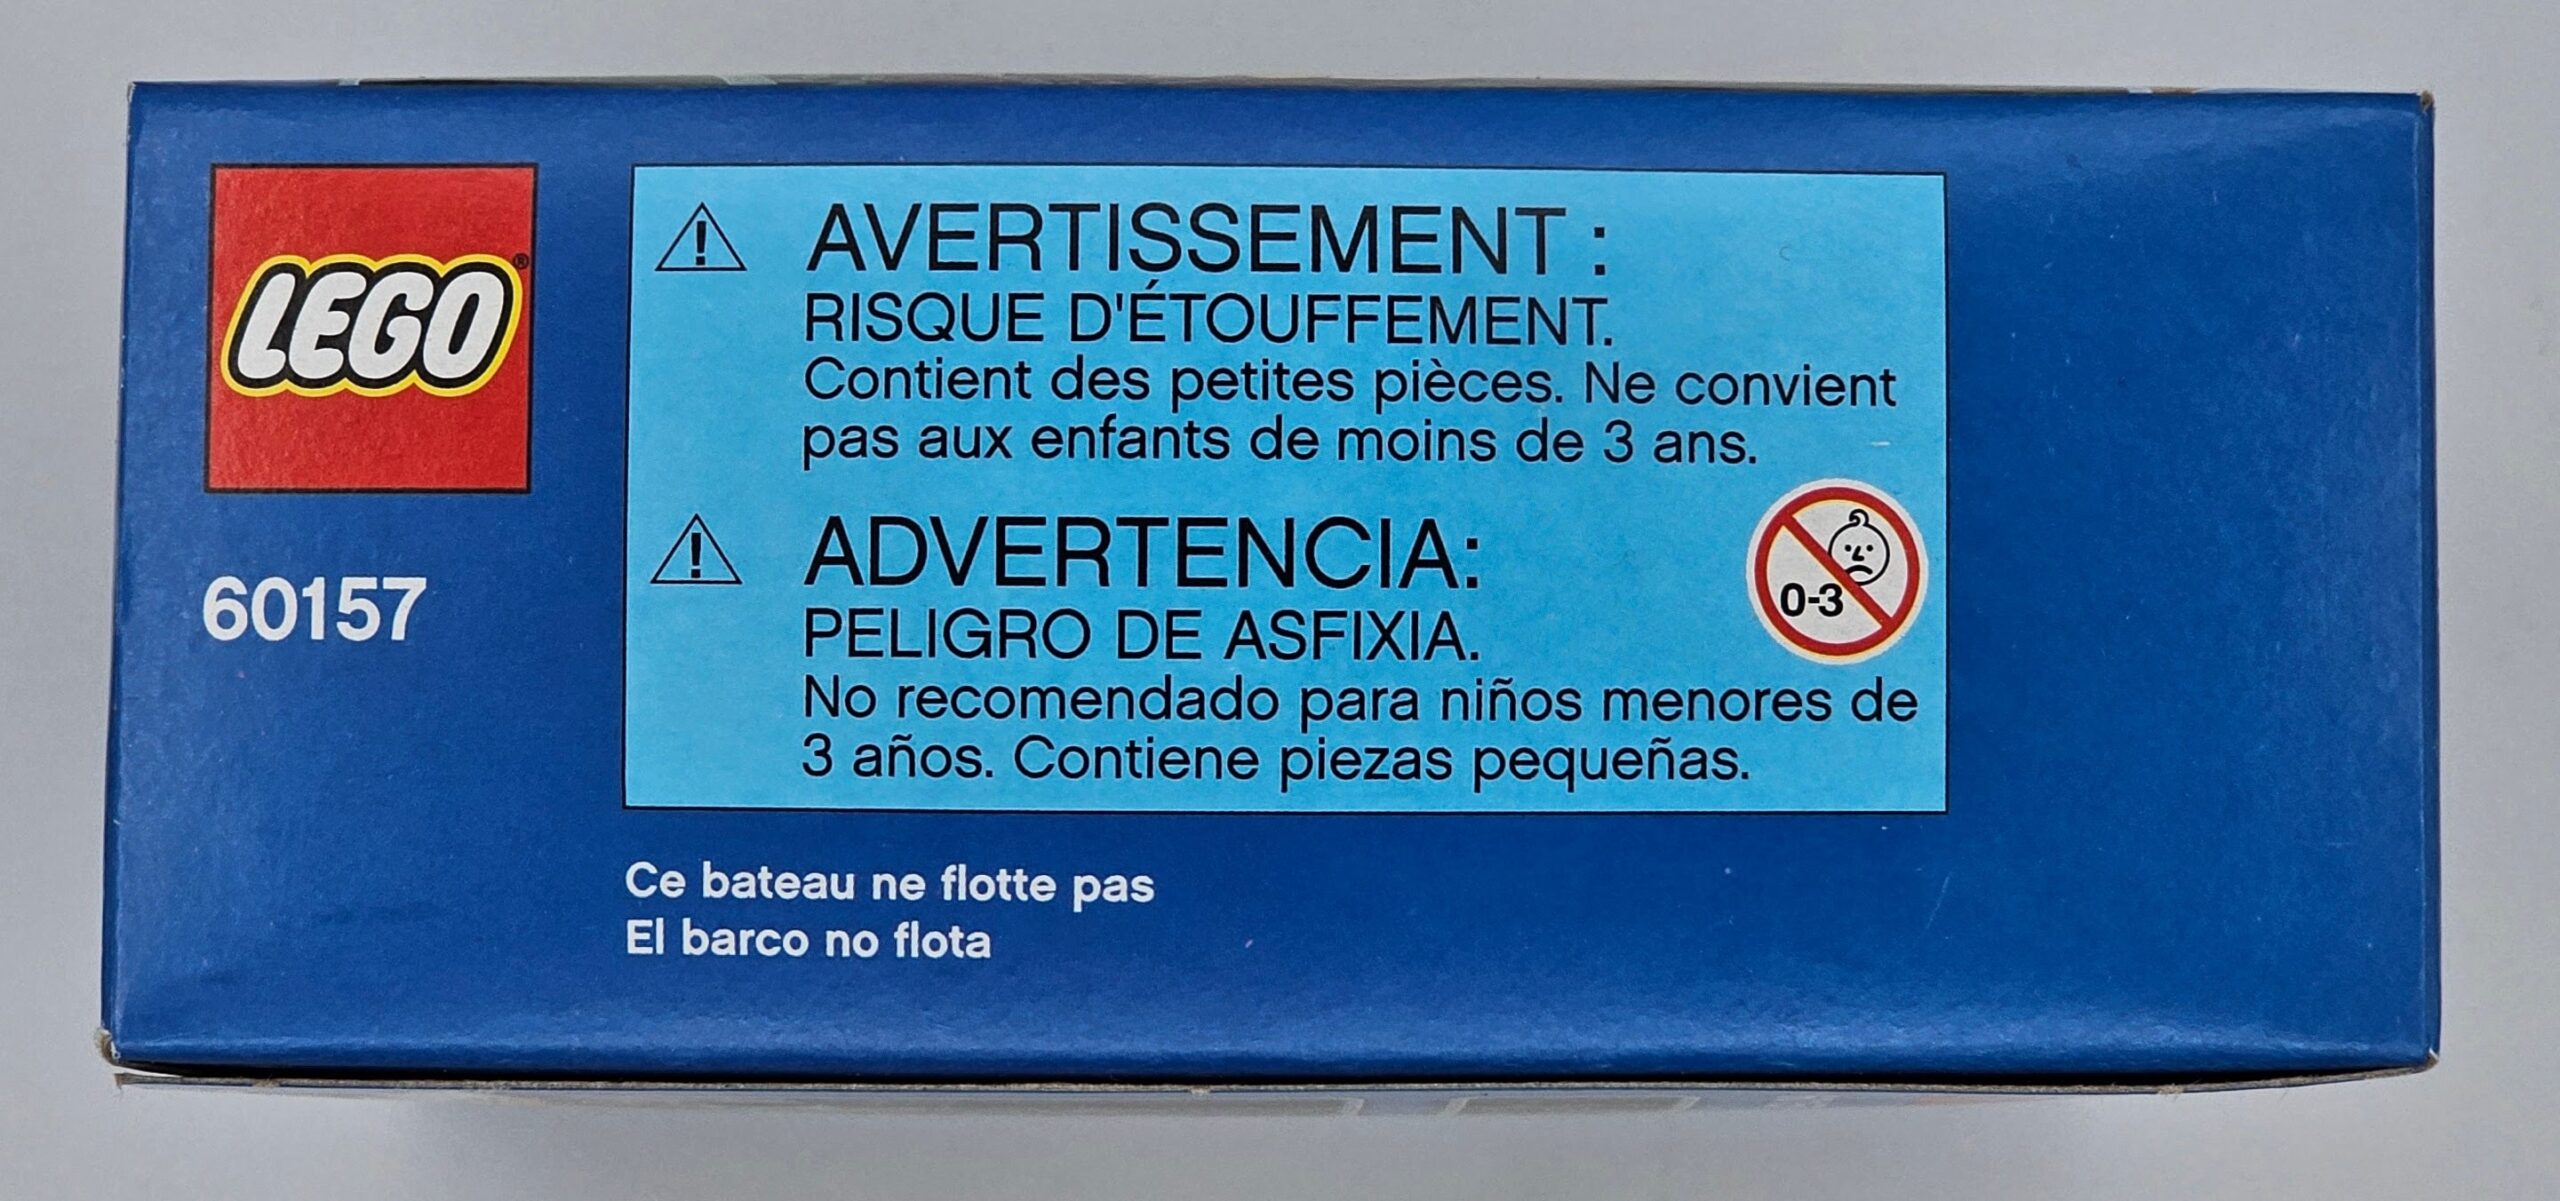 LEGO®
60157
AVERTISSEMENT :
RISQUE D'ÉTOUFFEMENT.
Contient des petites pièces. Ne convient
pas aux enfants de moins de 3 ans.
ADVERTENCIA:
PELIGRO DE ASFIXIA.
No recomendado para niños menores de
3 años. Contiene piezas pequeñas.
0-3
Ce bateau ne flotte pas
El barco no flota